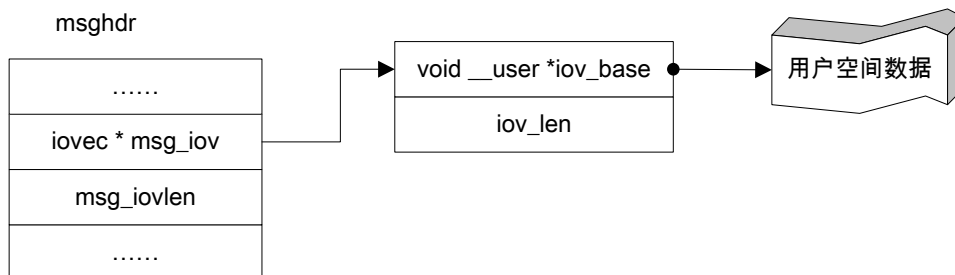 msghdr
……
iovec * msg_iov
msg_iovlen
……
void __user *iov_base
iov_len
用户空间数据